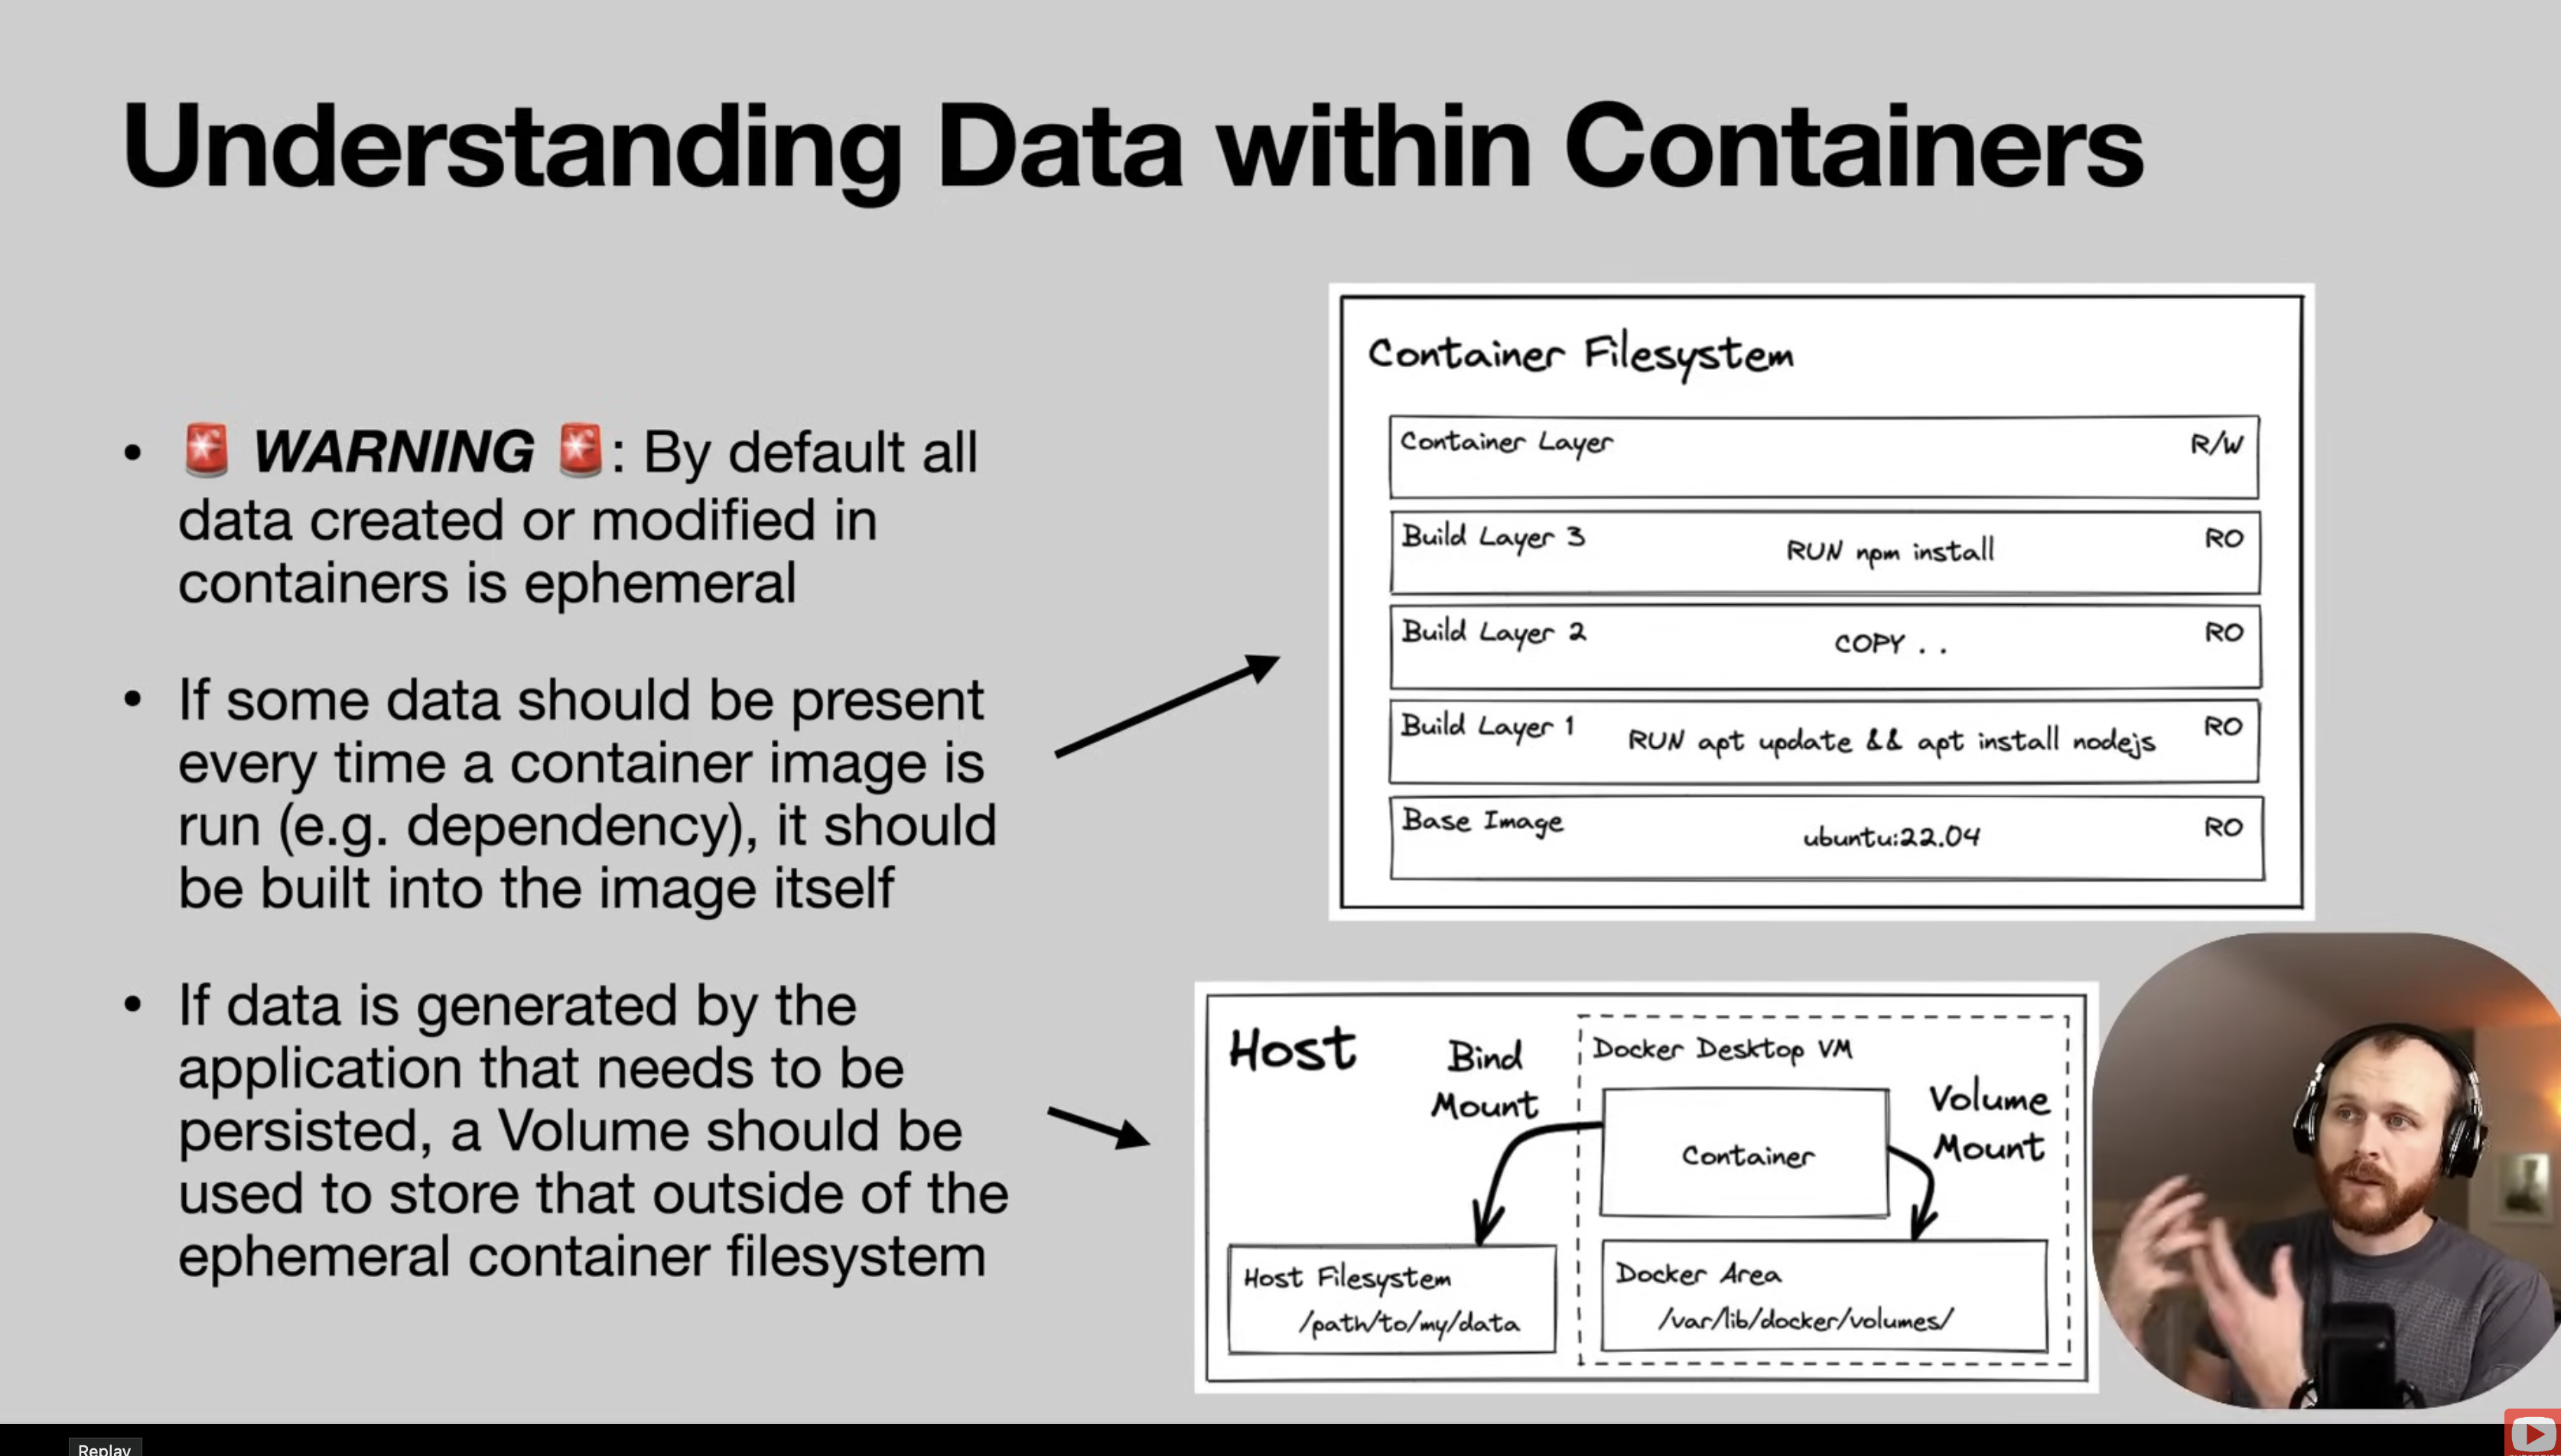 Understanding Data within Containers
• 🚨 WARNING 🚨: By default all
data created or modified in
containers is ephemeral
• If some data should be present
every time a container image is
run (e.g. dependency), it should
be built into the image itself
• If data is generated by the
application that needs to be
persisted, a Volume should be
used to store that outside of the
ephemeral container filesystem
Container Filesystem
Container Layer R/W
Build Layer 3 RUN npm install RO
Build Layer 2 COPY . . RO
Build Layer 1 RUN apt update && apt install nodejs RO
Base Image ubuntu:22.04 RO
Host
Bind
Mount
Docker Desktop VM
Container
Volume
Mount
Host Filesystem
/path/to/my/data
Docker Area
/var/lib/docker/volumes/
Replay